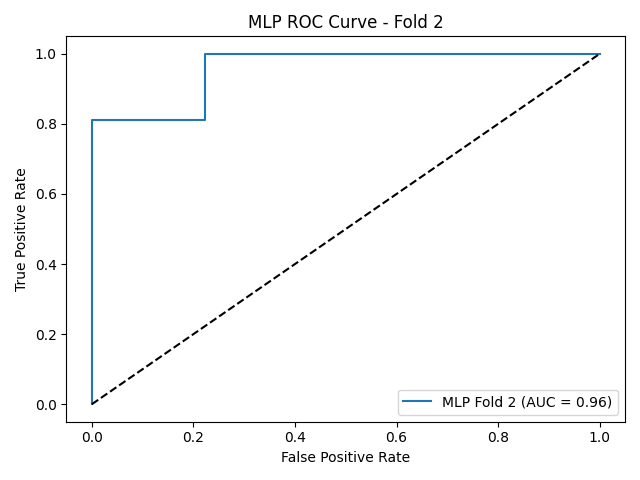 MLP ROC Curve - Fold 2
True Positive Rate
1.0
0.8
0.6
0.4
0.2
0.0
MLP Fold 2 (AUC = 0.96)
0.0 0.2 0.4 0.6 0.8 1.0
False Positive Rate